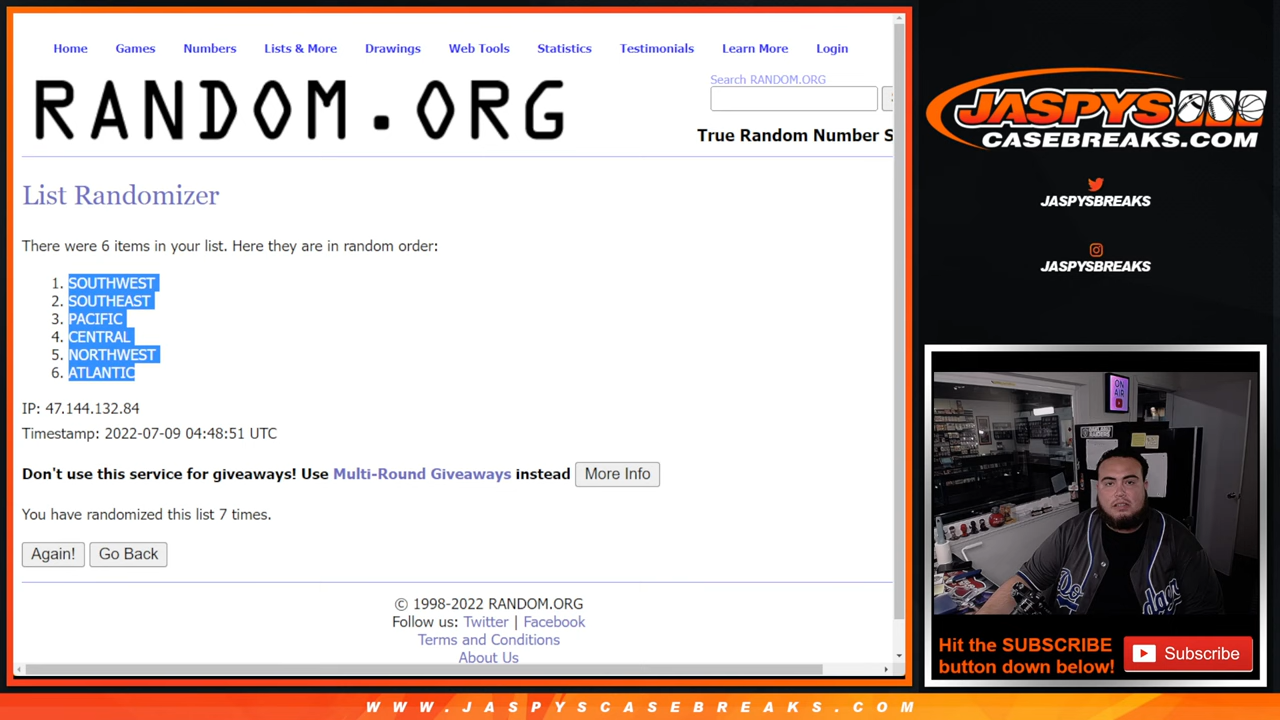 Home Games Numbers Lists & More Drawings Web Tools Statistics Testimonials Learn More Login
RANDOM.ORG
Search RANDOM.ORG
True Random Number S
List Randomizer
There were 6 items in your list. Here they are in random order:
1. SOUTHWEST
2. SOUTHEAST
3. PACIFIC
4. CENTRAL
5. NORTHWEST
6. ATLANTIC
IP: 47.144.132.84
Timestamp: 2022-07-09 04:48:51 UTC
Don't use this service for giveaways! Use Multi-Round Giveaways instead More Info
You have randomized this list 7 times.
Again! Go Back
© 1998-2022 RANDOM.ORG
Follow us: Twitter | Facebook
Terms and Conditions
About Us
JASPYS
CASEBREAKS.COM
JASPYSBREAKS
JASPYSBREAKS
ON
AIR
Hit the SUBSCRIBE
button down below!
Subscribe
WWW.JASPYSCASEBREAKS.COM